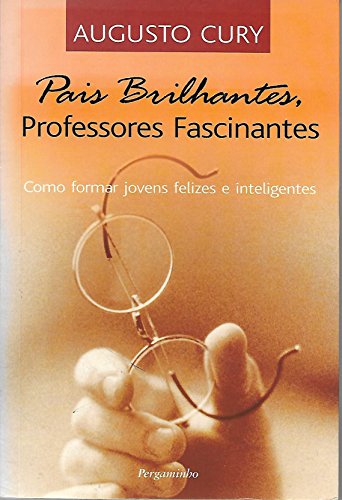 AUGUSTO CURY
Pais Brilhantes,
Professores Fascinantes
Como formar jovens felizes e inteligentes
Pergaminho